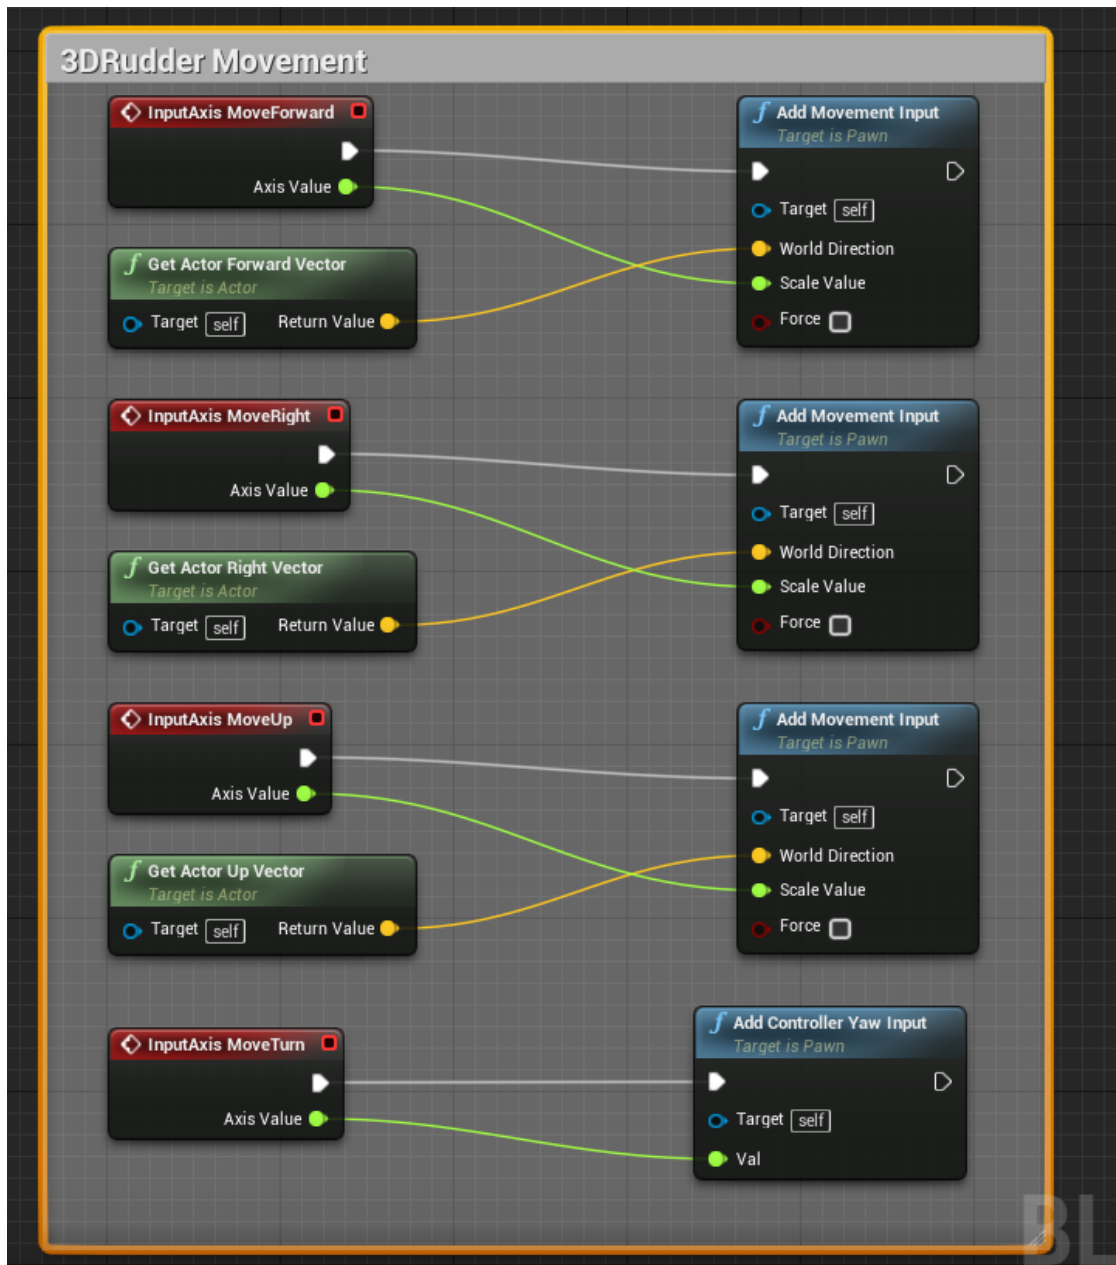 3DRudder Movement
InputAxis MoveForward
Axis Value
Get Actor Forward Vector
Target is Actor
Target self Return Value
Add Movement Input
Target is Pawn
Target self
World Direction
Scale Value
Force
InputAxis MoveRight
Axis Value
Get Actor Right Vector
Target is Actor
Target self Return Value
Add Movement Input
Target is Pawn
Target self
World Direction
Scale Value
Force
InputAxis MoveUp
Axis Value
Get Actor Up Vector
Target is Actor
Target self Return Value
Add Movement Input
Target is Pawn
Target self
World Direction
Scale Value
Force
InputAxis MoveTurn
Axis Value
Add Controller Yaw Input
Target is Pawn
Target self
Val
BL